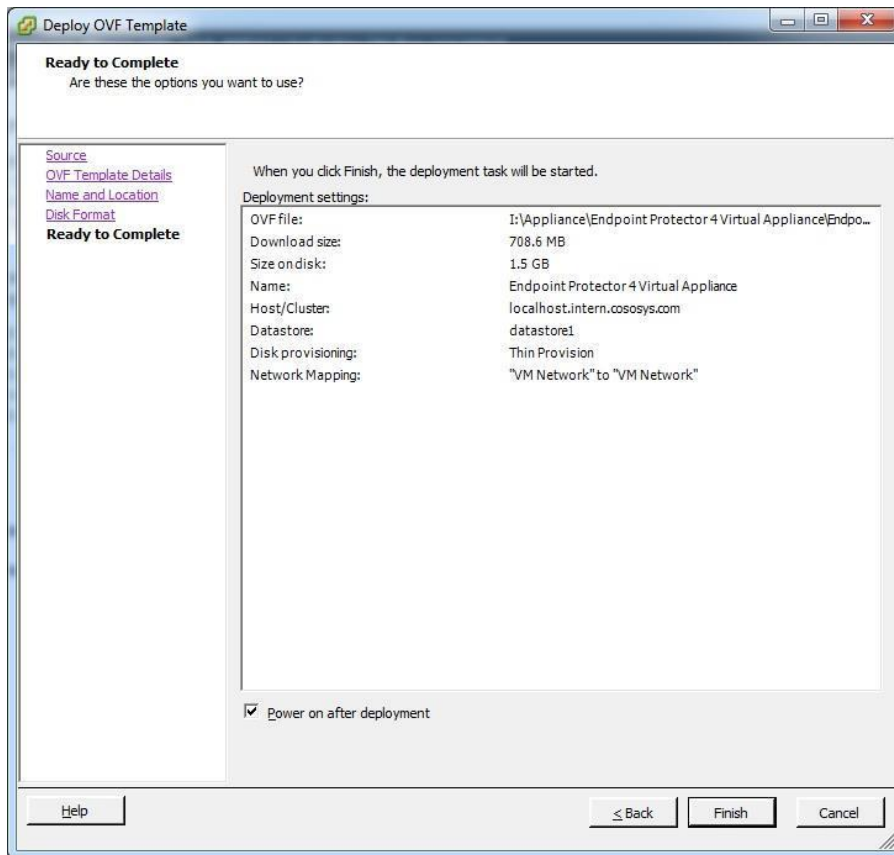 Deploy OVF Template
Ready to Complete
Are these the options you want to use?
Source
OVF Template Details
Name and Location
Disk Format
Ready to Complete
When you click Finish, the deployment task will be started.
Deployment settings:
OVF file: I:\Appliance\Endpoint Protector 4 Virtual Appliance\Endpo...
Download size: 708.6 MB
Size on disk: 1.5 GB
Name: Endpoint Protector 4 Virtual Appliance
Host/Cluster: localhost.intern.cososys.com
Datastore: datastore1
Disk provisioning: Thin Provision
Network Mapping: "VM Network" to "VM Network"
Power on after deployment
Help
< Back
Finish
Cancel